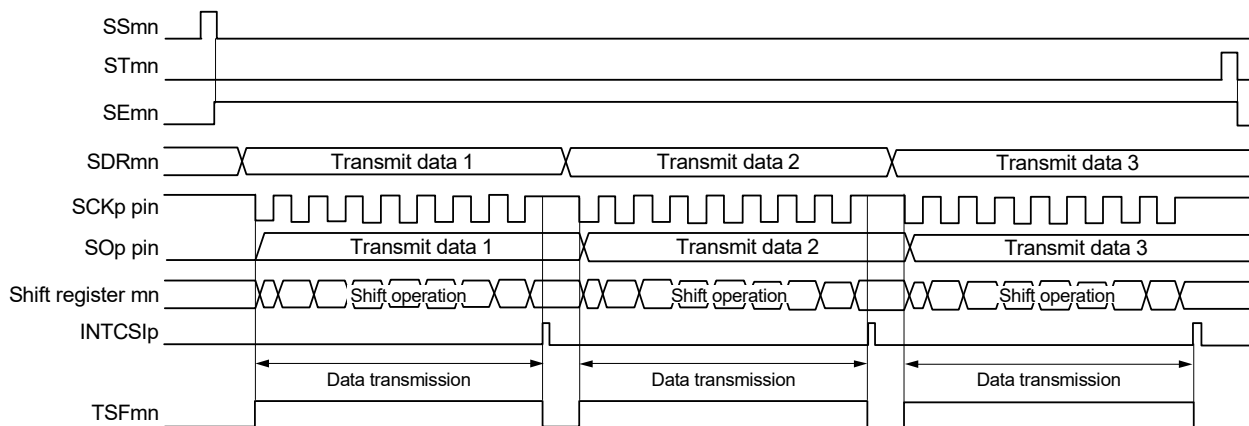 SSmn
STmn
SEmn
SDRmn Transmit data 1 Transmit data 2 Transmit data 3
SCKp pin
SOp pin Transmit data 1 Transmit data 2 Transmit data 3
Shift register mn Shift operation Shift operation Shift operation
INTCSIp
Data transmission Data transmission Data transmission
TSFmn